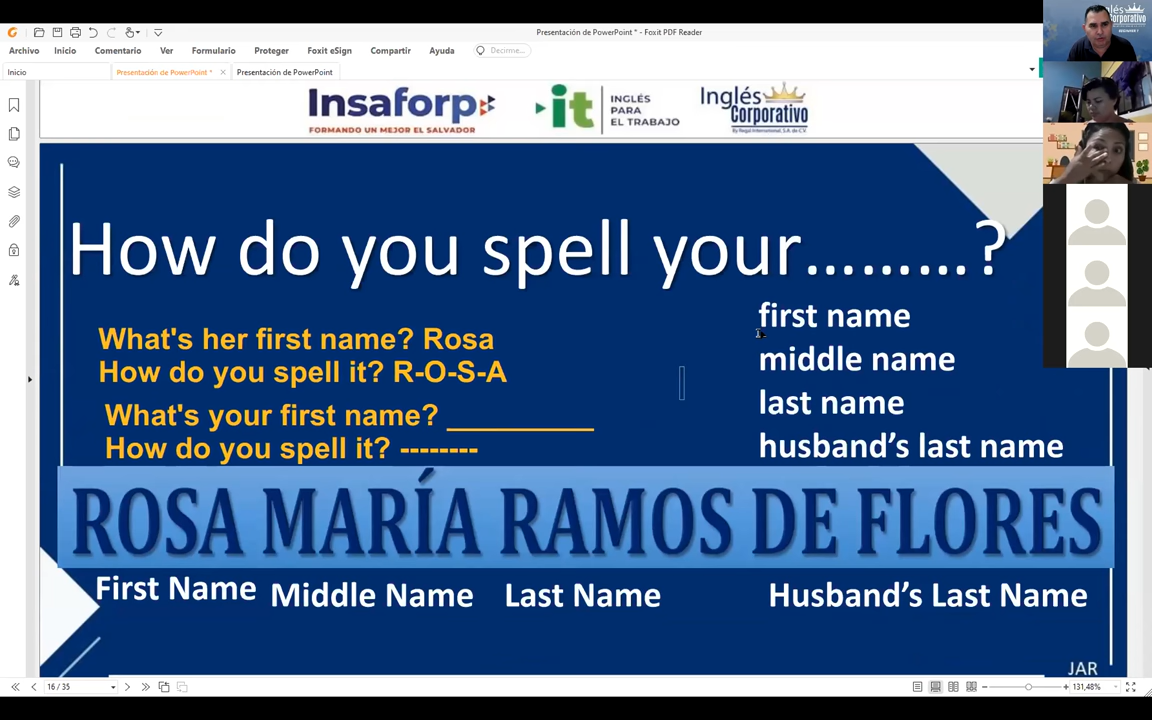 Presentación de PowerPoint * - Foxit PDF Reader
Archivo Inicio Comentario Ver Formulario Proteger Foxit eSign Compartir Ayuda Decirme...
Inicio Presentación de PowerPoint * Presentación de PowerPoint
Insaforp
FORMANDO UN MEJOR EL SALVADOR
it
INGLÉS
PARA
EL TRABAJO
Inglés
Corporativo
How do you spell your.........?
What's her first name? Rosa
How do you spell it? R-O-S-A
What's your first name? __________
How do you spell it? --------
first name
middle name
last name
husband's last name
ROSA MARÍA RAMOS DE FLORES
First Name Middle Name Last Name Husband's Last Name
JAR
16 / 35
131,48%